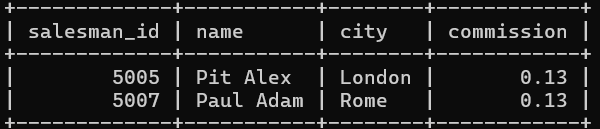 +-------------+-----------+--------+------------+
| salesman_id | name      | city   | commission |
+-------------+-----------+--------+------------+
|        5005 | Pit Alex  | London |       0.13 |
|        5007 | Paul Adam | Rome   |       0.13 |
+-------------+-----------+--------+------------+